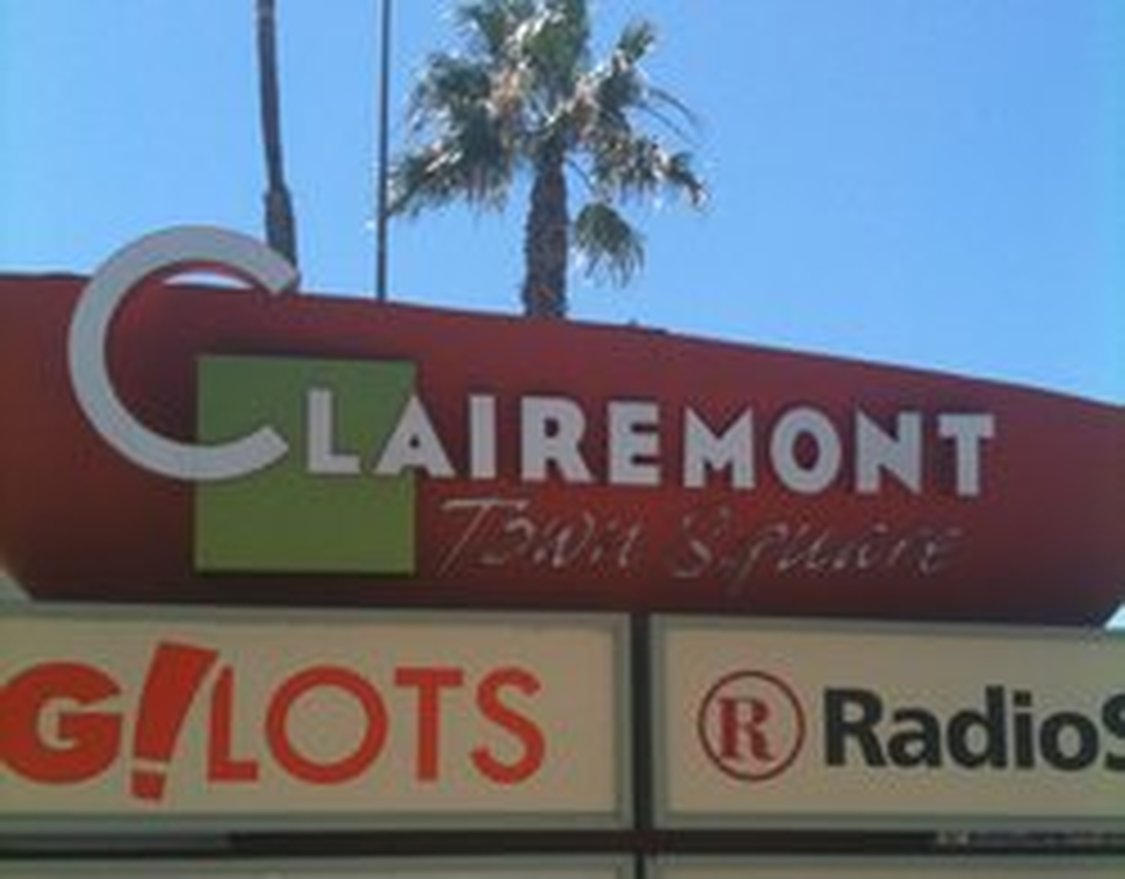 CLAIREMONT
Town Square
G!LOTS
R RadioS